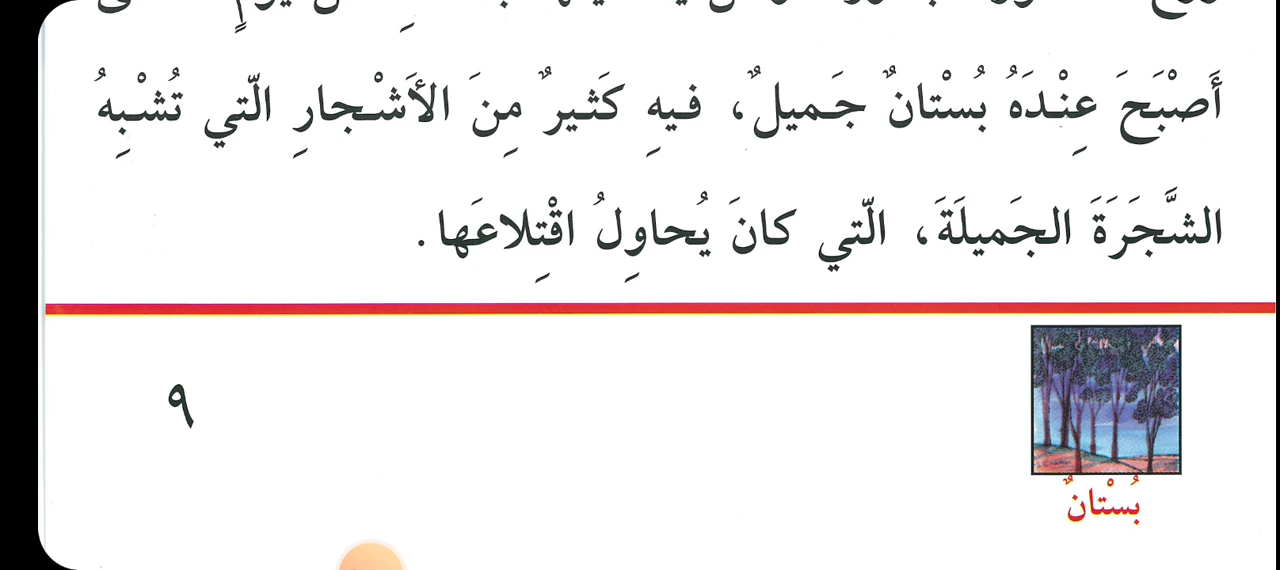 أَصْبَحَ عِنْدَهُ بُسْتانٌ جَميلٌ، فيهِ كَثيرٌ مِنَ الأَشْجارِ الّتي تُشْبِهُ
الشَّجَرَةَ الجَميلَةَ، الّتي كانَ يُحاوِلُ اقْتِلاعَها.
بُسْتانٌ
٩